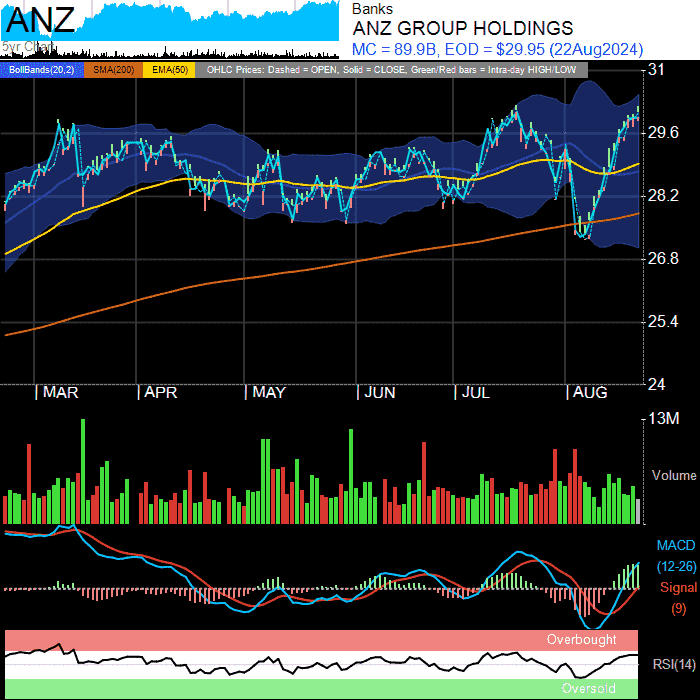 ANZ
5yr Chart
Banks
ANZ GROUP HOLDINGS
MC = 89.9B, EOD = $29.95 (22Aug2024)
BollBands(20,2) SMA(200) EMA(50) OHLC Prices: Dashed = OPEN, Solid = CLOSE, Green/Red bars = Intra-day HIGH/LOW
31
29.6
28.2
26.8
25.4
24
| MAR | APR | MAY | JUN | JUL | AUG
13M
Volume
MACD
(12-26)
Signal
(9)
Overbought
RSI(14)
Oversold